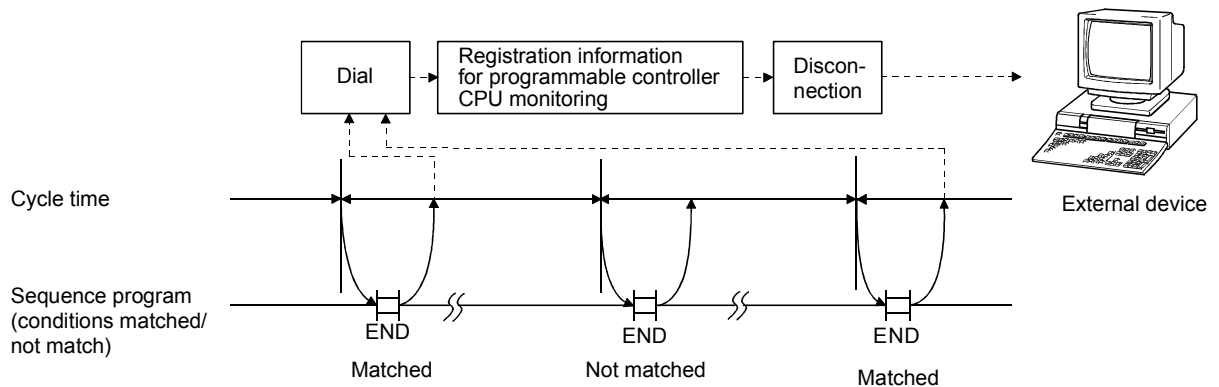 Dial
Registration information
for programmable controller
CPU monitoring
Discon-
nection
Cycle time
External device
Sequence program
(conditions matched/
not match)
END
END
END
Matched
Not matched
Matched